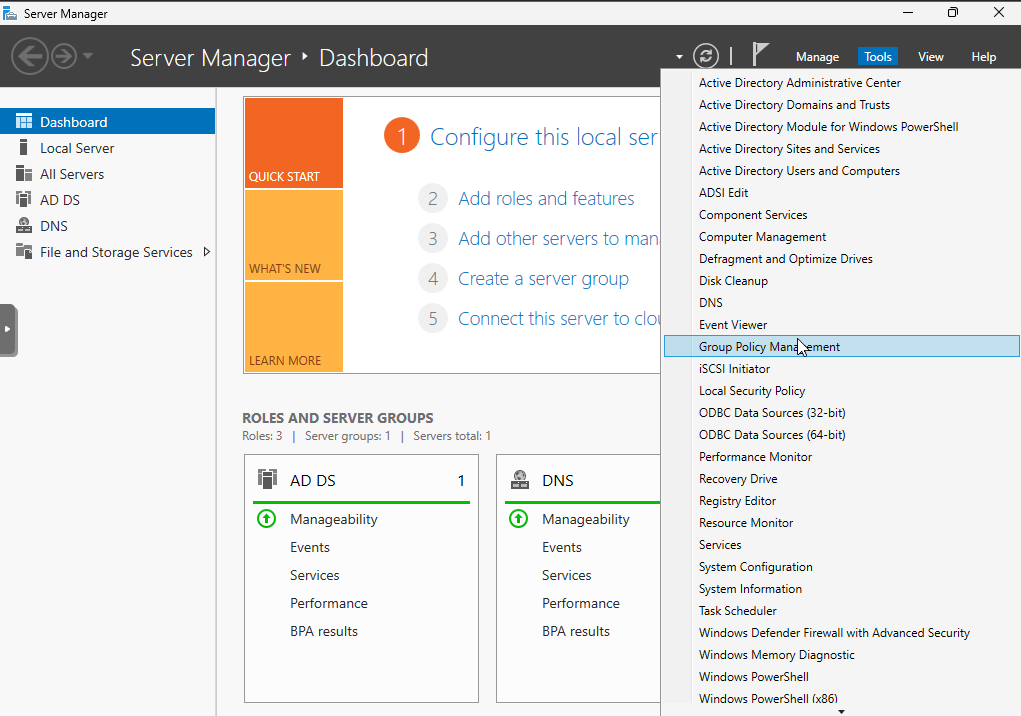 Server Manager
Server Manager ‣ Dashboard
Manage
Tools
View
Help
Dashboard
Local Server
All Servers
AD DS
DNS
File and Storage Services
QUICK START
WHAT'S NEW
LEARN MORE
1 Configure this local ser
2 Add roles and features
3 Add other servers to man
4 Create a server group
5 Connect this server to clou
ROLES AND SERVER GROUPS
Roles: 3 | Server groups: 1 | Servers total: 1
AD DS 1
Manageability
Events
Services
Performance
BPA results
DNS
Manageability
Events
Services
Performance
BPA results
Active Directory Administrative Center
Active Directory Domains and Trusts
Active Directory Module for Windows PowerShell
Active Directory Sites and Services
Active Directory Users and Computers
ADSI Edit
Component Services
Computer Management
Defragment and Optimize Drives
Disk Cleanup
DNS
Event Viewer
Group Policy Management
iSCSI Initiator
Local Security Policy
ODBC Data Sources (32-bit)
ODBC Data Sources (64-bit)
Performance Monitor
Recovery Drive
Registry Editor
Resource Monitor
Services
System Configuration
System Information
Task Scheduler
Windows Defender Firewall with Advanced Security
Windows Memory Diagnostic
Windows PowerShell
Windows PowerShell (x86)